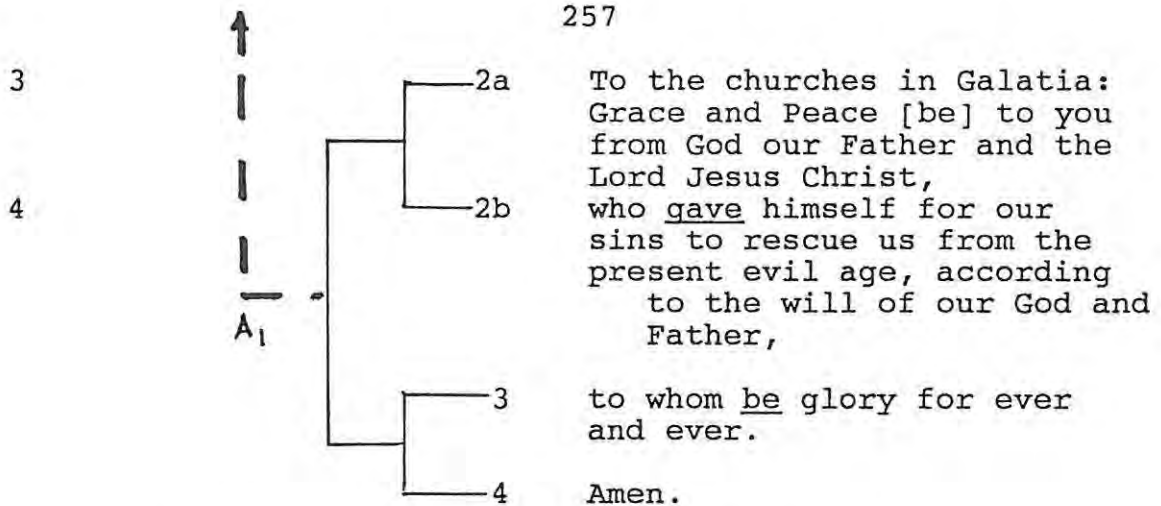 257
3 2a To the churches in Galatia:
Grace and Peace [be] to you
from God our Father and the
Lord Jesus Christ,
4 2b who gave himself for our
sins to rescue us from the
present evil age, according
to the will of our God and
A1 Father,
3 to whom be glory for ever
and ever.
4 Amen.